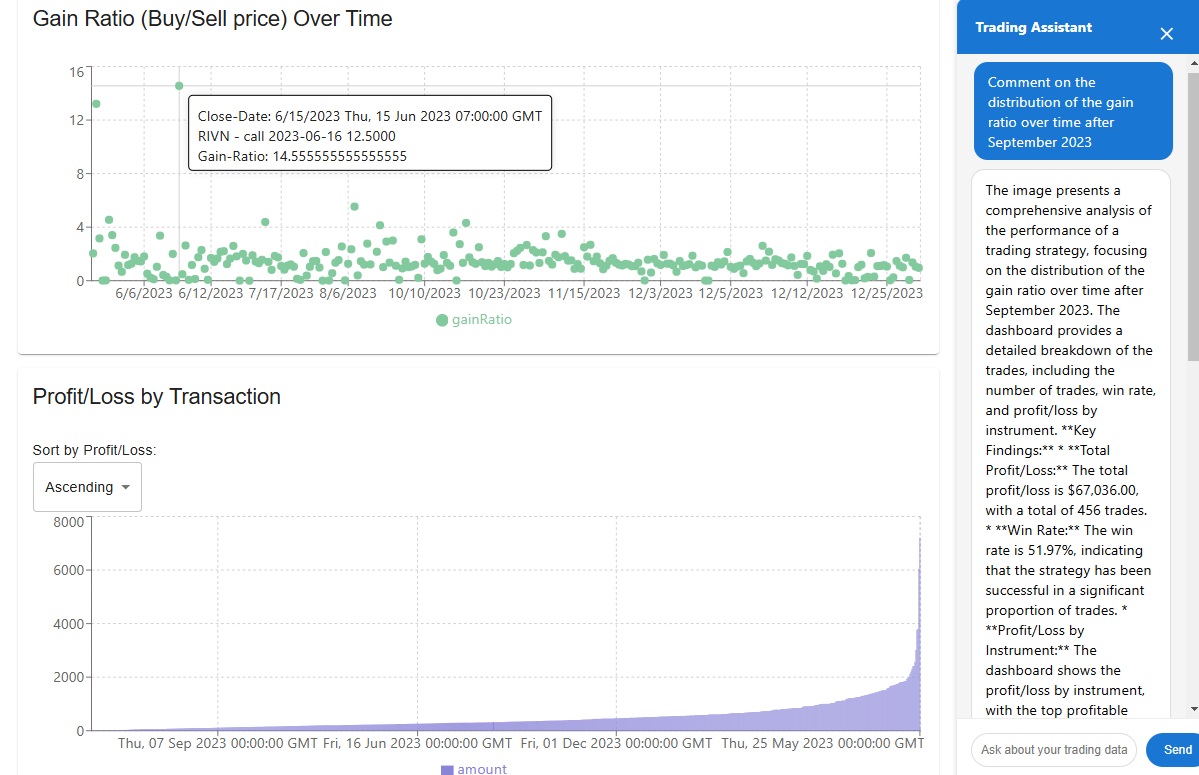 Gain Ratio (Buy/Sell price) Over Time
16
12
8
4
0
Close-Date: 6/15/2023 Thu, 15 Jun 2023 07:00:00 GMT
RIVN - call 2023-06-16 12.5000
Gain-Ratio: 14.555555555555555
6/6/2023 6/12/2023 7/17/2023 8/6/2023 10/10/2023 10/23/2023 11/15/2023 12/3/2023 12/5/2023 12/12/2023 12/25/2023
gainRatio
Profit/Loss by Transaction
Sort by Profit/Loss:
Ascending
8000
6000
4000
2000
0
Thu, 07 Sep 2023 00:00:00 GMT Fri, 16 Jun 2023 00:00:00 GMT Fri, 01 Dec 2023 00:00:00 GMT Thu, 25 May 2023 00:00:00 GMT
amount
Trading Assistant
Comment on the
distribution of the gain
ratio over time after
September 2023
The image presents a
comprehensive analysis of
the performance of a
trading strategy, focusing
on the distribution of the
gain ratio over time after
September 2023. The
dashboard provides a
detailed breakdown of the
trades, including the
number of trades, win rate,
and profit/loss by
instrument. **Key
Findings:** * **Total
Profit/Loss:** The total
profit/loss is $67,036.00,
with a total of 456 trades.
* **Win Rate:** The win
rate is 51.97%, indicating
that the strategy has been
successful in a significant
proportion of trades. *
**Profit/Loss by
Instrument:** The
dashboard shows the
profit/loss by instrument,
with the top profitable
Ask about your trading data
Send